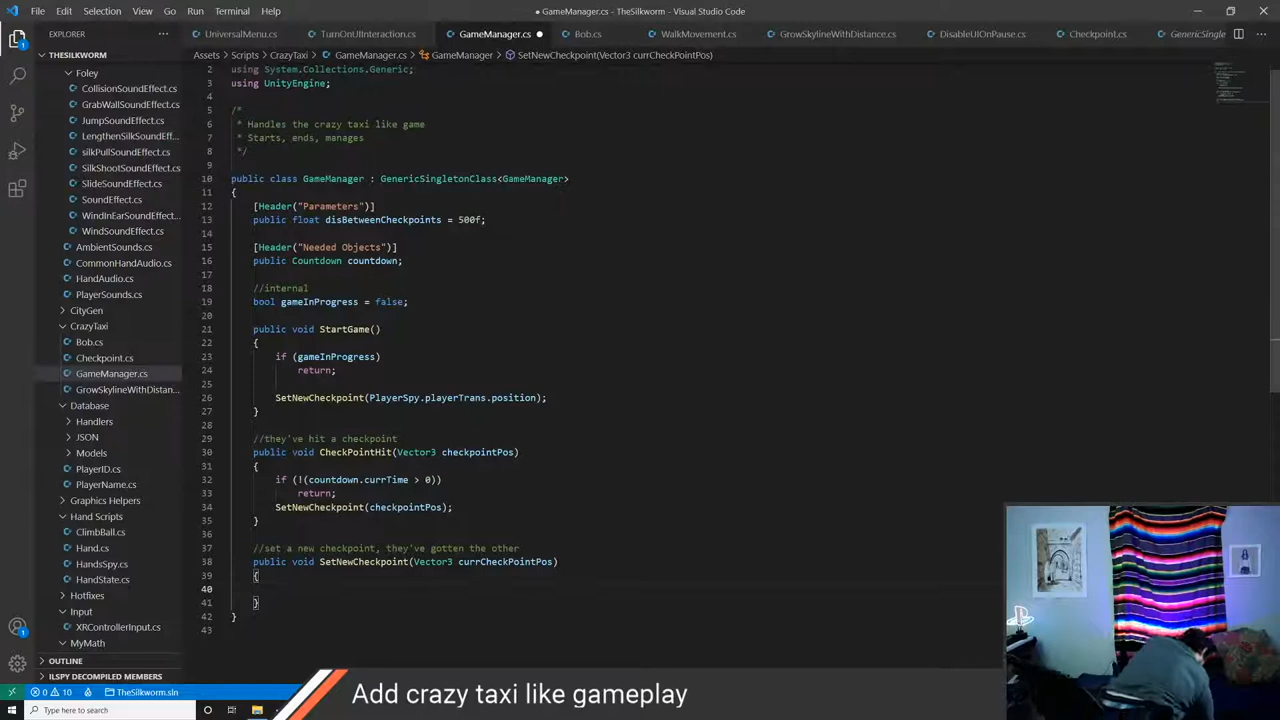 File Edit Selection View Go Run Terminal Help
GameManager.cs - TheSilkworm - Visual Studio Code
EXPLORER
UniversalMenu.cs TurnOnUIInteraction.cs GameManager.cs Bob.cs WalkMovement.cs GrowSkylineWithDistance.cs DisableUIOnPause.cs Checkpoint.cs GenericSingle
THESILKWORM
Assets > Scripts > CrazyTaxi > GameManager.cs > GameManager > SetNewCheckpoint(Vector3 currCheckPointPos)
Foley
CollisionSoundEffect.cs
GrabWallSoundEffect.cs
JumpSoundEffect.cs
LengthenSilkSoundEff...
silkPullSoundEffect.cs
SilkShootSoundEffect.cs
SlideSoundEffect.cs
SoundEffect.cs
WindInEarSoundEffect...
WindSoundEffect.cs
AmbientSounds.cs
CommonHandAudio.cs
HandAudio.cs
PlayerSounds.cs
CityGen
CrazyTaxi
Bob.cs
Checkpoint.cs
GameManager.cs
GrowSkylineWithDistan...
Database
Handlers
JSON
Models
PlayerID.cs
PlayerName.cs
Graphics Helpers
Hand Scripts
ClimbBall.cs
Hand.cs
HandsSpy.cs
HandState.cs
Hotfixes
Input
XRControllerInput.cs
MyMath
OUTLINE
ILSPY DECOMPILED MEMBERS
2 using System.Collections.Generic;
3 using UnityEngine;
4
5 /*
6 * Handles the crazy taxi like game
7 * Starts, ends, manages
8 */
9
10 public class GameManager : GenericSingletonClass<GameManager>
11 {
12 [Header("Parameters")]
13 public float disBetweenCheckpoints = 500f;
14
15 [Header("Needed Objects")]
16 public Countdown countdown;
17
18 //internal
19 bool gameInProgress = false;
20
21 public void StartGame()
22 {
23 if (gameInProgress)
24 return;
25
26 SetNewCheckpoint(PlayerSpy.playerTrans.position);
27 }
28
29 //they've hit a checkpoint
30 public void CheckPointHit(Vector3 checkpointPos)
31 {
32 if (!(countdown.currTime > 0))
33 return;
34 SetNewCheckpoint(checkpointPos);
35 }
36
37 //set a new checkpoint, they've gotten the other
38 public void SetNewCheckpoint(Vector3 currCheckPointPos)
39 {
40
41 }
42 }
43
0 10 TheSilkworm.sln
Add crazy taxi like gameplay
Type here to search